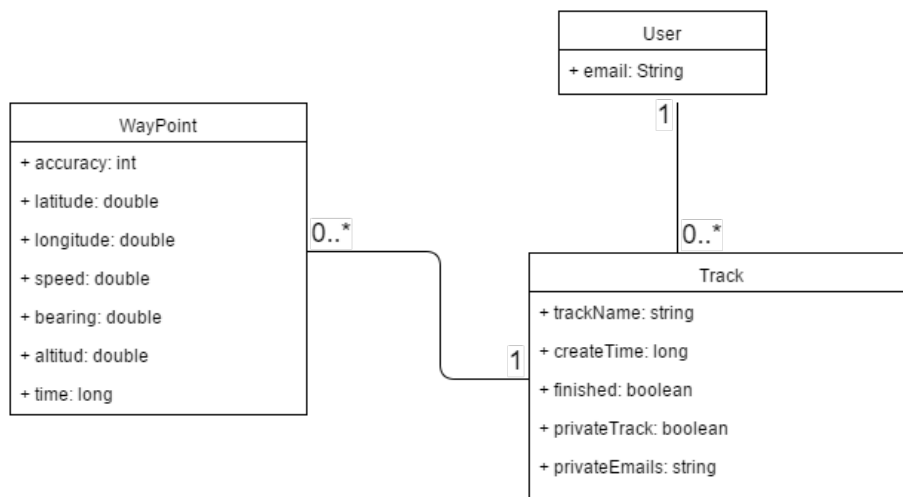 User
+ email: String
1
WayPoint
+ accuracy: int
+ latitude: double
+ longitude: double
+ speed: double
+ bearing: double
+ altitud: double
+ time: long
0..*
0..*
1
Track
+ trackName: string
+ createTime: long
+ finished: boolean
+ privateTrack: boolean
+ privateEmails: string